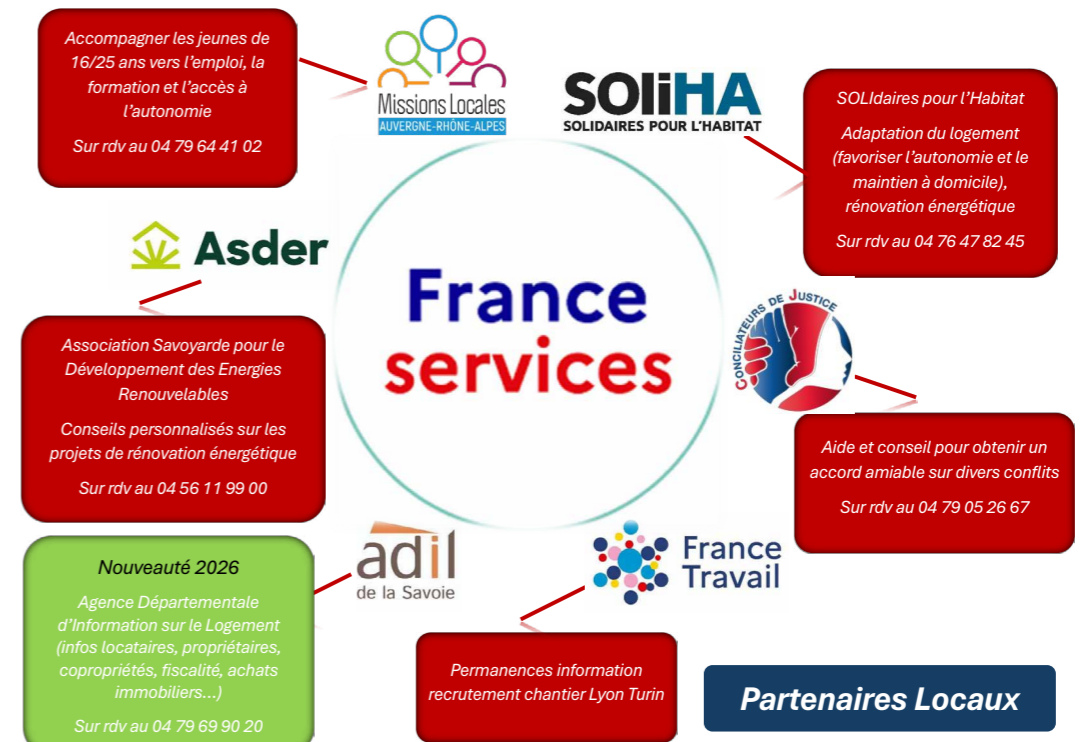 Accompagner les jeunes de
16/25 ans vers l'emploi, la
formation et l'accès à
l'autonomie
Sur rdv au 04 79 64 41 02
Missions Locales
AUVERGNE-RHÔNE-ALPES
SOliHA
SOLIDAIRES POUR L'HABITAT
SOLIdaires pour l'Habitat
Adaptation du logement
(favoriser l'autonomie et le
maintien à domicile),
rénovation énergétique
Sur rdv au 04 76 47 82 45
Asder
Association Savoyarde pour le
Développement des Energies
Renouvelables
Conseils personnalisés sur les
projets de rénovation énergétique
Sur rdv au 04 56 11 99 00
France
services
CONCILIATEURS DE JUSTICE
Aide et conseil pour obtenir un
accord amiable sur divers conflits
Sur rdv au 04 79 05 26 67
Nouveauté 2026
Agence Départementale
d'Information sur le Logement
(infos locataires, propriétaires,
copropriétés, fiscalité, achats
immobiliers...)
Sur rdv au 04 79 69 90 20
adil
de la Savoie
France
Travail
Permanences information
recrutement chantier Lyon Turin
Partenaires Locaux